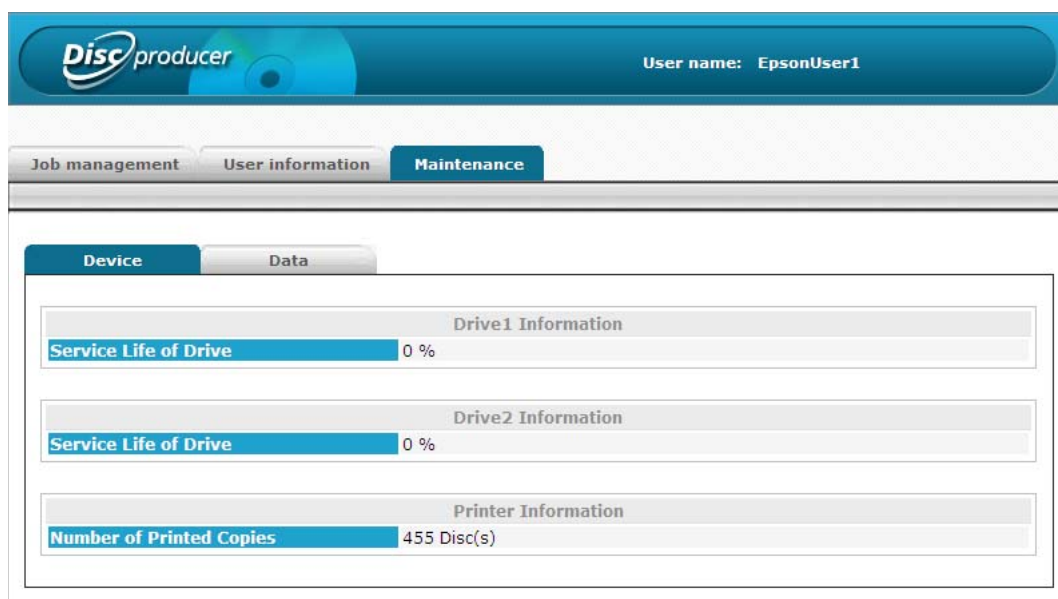 Disc producer
User name: EpsonUser1
Job management User information Maintenance
Device Data
Drive1 Information
Service Life of Drive 0 %
Drive2 Information
Service Life of Drive 0 %
Printer Information
Number of Printed Copies 455 Disc(s)